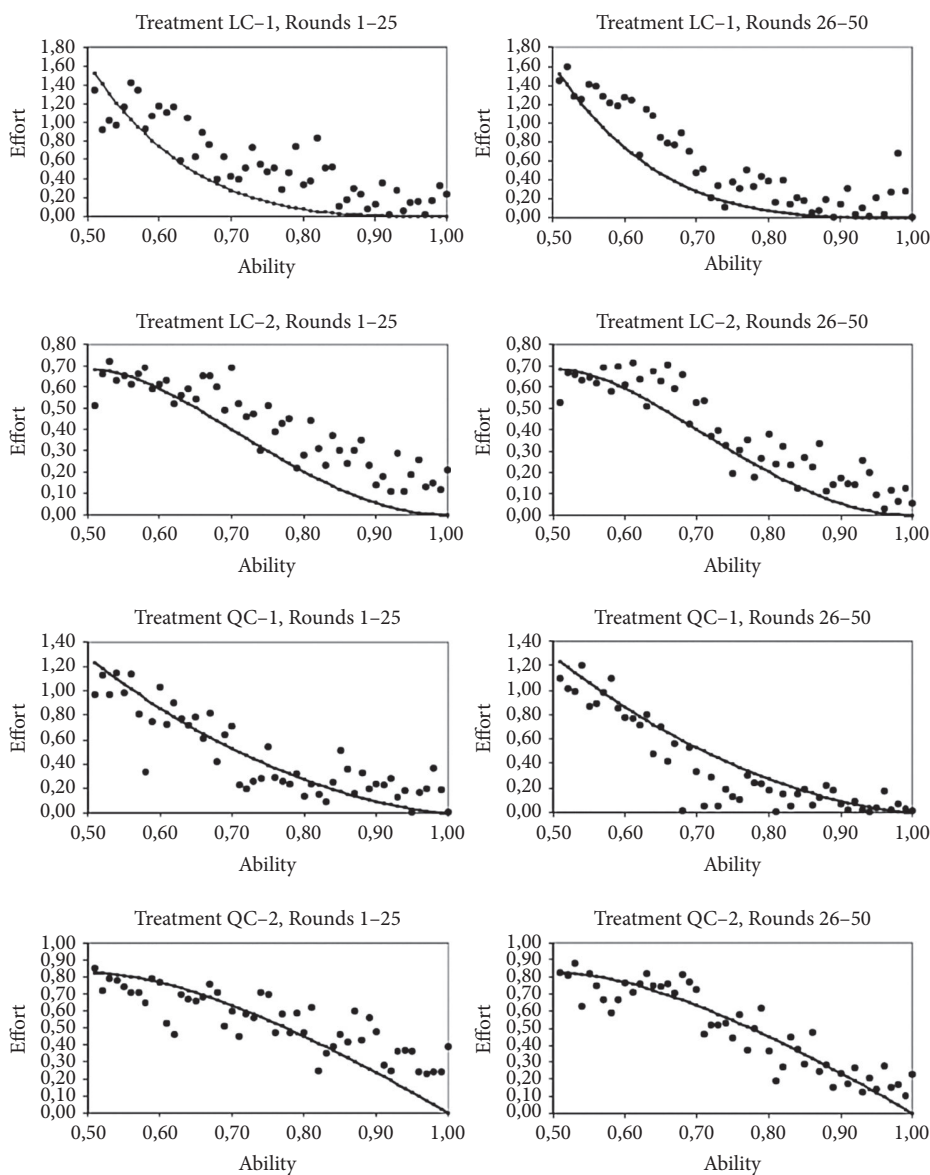 Treatment LC–1, Rounds 1–25
1,80
1,60
1,40
1,20
1,00
0,80
0,60
0,40
0,20
0,00
Effort
0,50 0,60 0,70 0,80 0,90 1,00
Ability
Treatment LC–1, Rounds 26–50
1,80
1,60
1,40
1,20
1,00
0,80
0,60
0,40
0,20
0,00
Effort
0,50 0,60 0,70 0,80 0,90 1,00
Ability
Treatment LC–2, Rounds 1–25
0,80
0,70
0,60
0,50
0,40
0,30
0,20
0,10
0,00
Effort
0,50 0,60 0,70 0,80 0,90 1,00
Ability
Treatment LC–2, Rounds 26–50
0,80
0,70
0,60
0,50
0,40
0,30
0,20
0,10
0,00
Effort
0,50 0,60 0,70 0,80 0,90 1,00
Ability
Treatment QC–1, Rounds 1–25
1,40
1,20
1,00
0,80
0,60
0,40
0,20
0,00
Effort
0,50 0,60 0,70 0,80 0,90 1,00
Ability
Treatment QC–1, Rounds 26–50
1,40
1,20
1,00
0,80
0,60
0,40
0,20
0,00
Effort
0,50 0,60 0,70 0,80 0,90 1,00
Ability
Treatment QC–2, Rounds 1–25
1,00
0,90
0,80
0,70
0,60
0,50
0,40
0,30
0,20
0,10
0,00
Effort
0,50 0,60 0,70 0,80 0,90 1,00
Ability
Treatment QC–2, Rounds 26–50
1,00
0,90
0,80
0,70
0,60
0,50
0,40
0,30
0,20
0,10
0,00
Effort
0,50 0,60 0,70 0,80 0,90 1,00
Ability